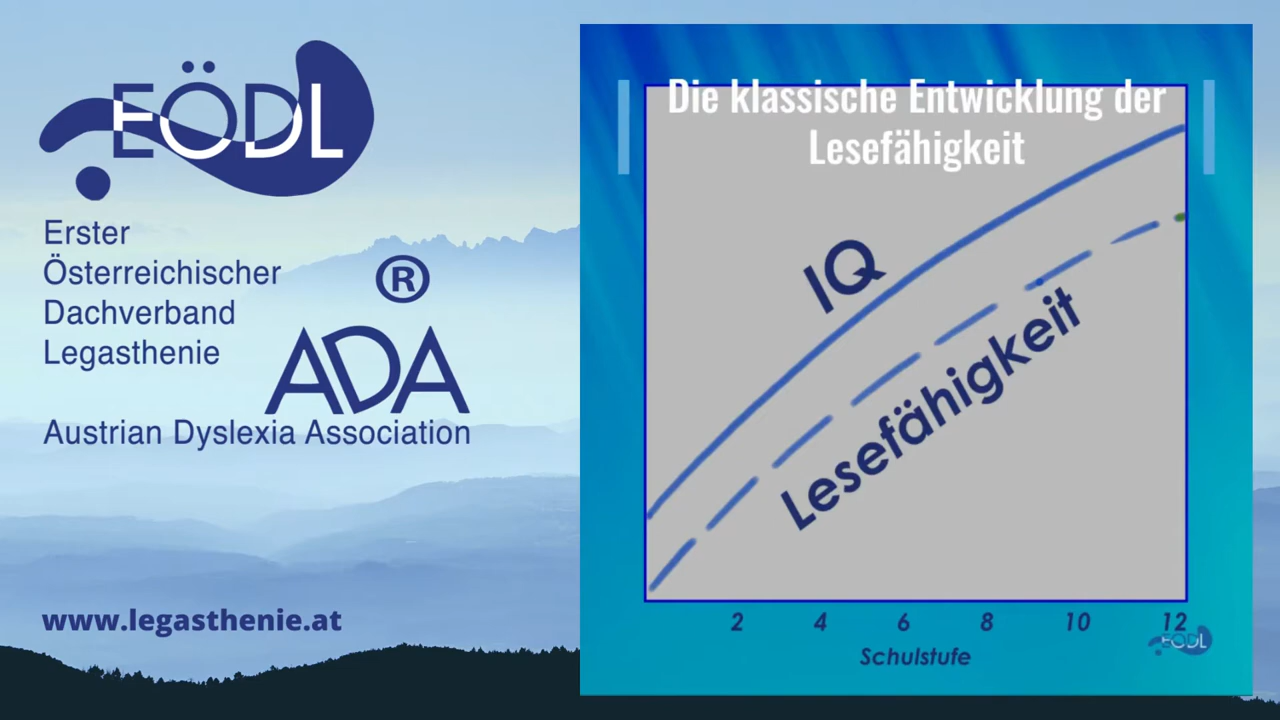 EÖDL
Erster
Österreichischer
Dachverband
Legasthenie
®
ADA
Austrian Dyslexia Association
www.legasthenie.at
Die klassische Entwicklung der
Lesefähigkeit
IQ
Lesefähigkeit
2 4 6 8 10 12
Schulstufe
EÖDL